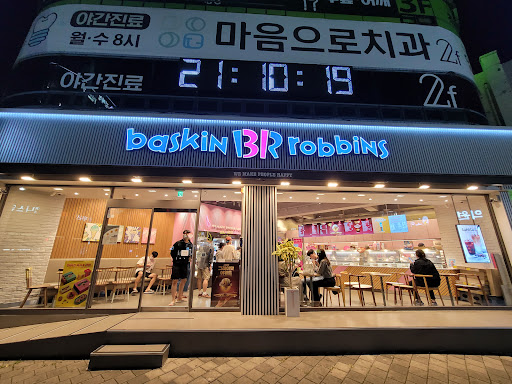 야간진료
월·수 8시
마음으로치과
2f
야간진료
21:10:19
2f
baskin BR robbins
WE MAKE PEOPLE HAPPY.